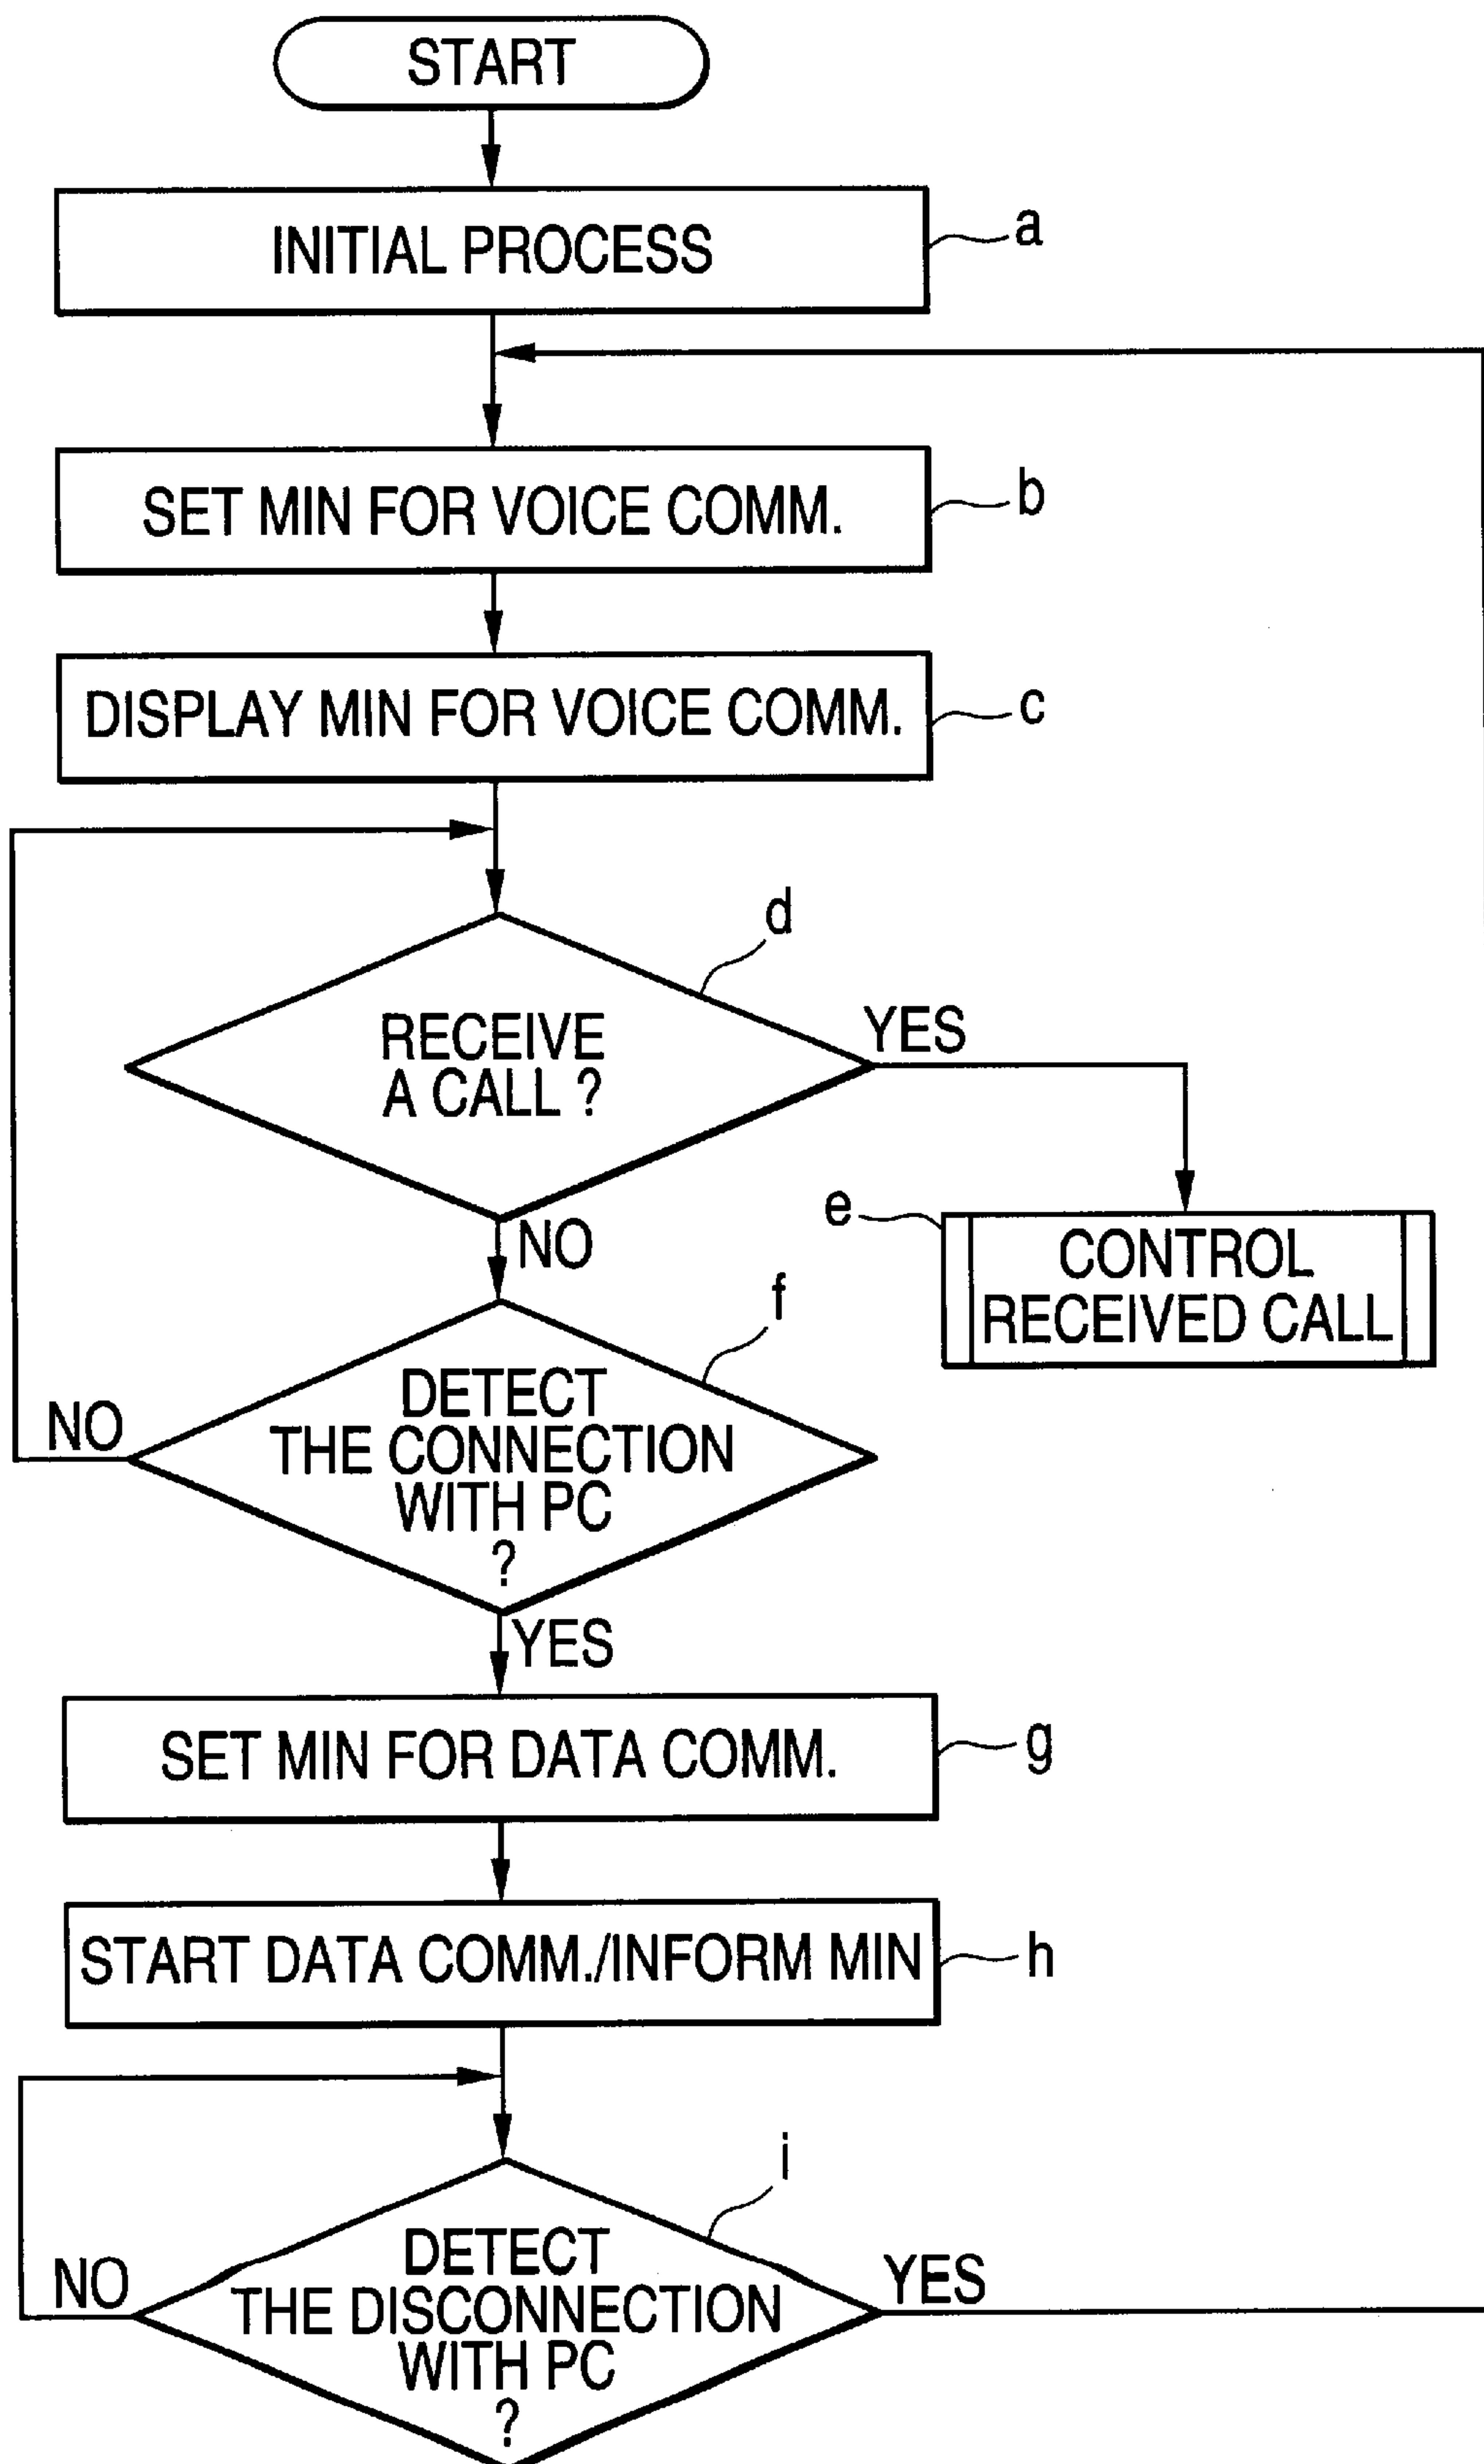 START
INITIAL PROCESS
a
SET MIN FOR VOICE COMM.
b
DISPLAY MIN FOR VOICE COMM.
c
d
RECEIVE
A CALL ?
YES
NO
e
CONTROL
RECEIVED CALL
f
DETECT
THE CONNECTION
WITH PC
?
NO
YES
SET MIN FOR DATA COMM.
g
START DATA COMM./INFORM MIN
h
i
DETECT
THE DISCONNECTION
WITH PC
?
NO
YES